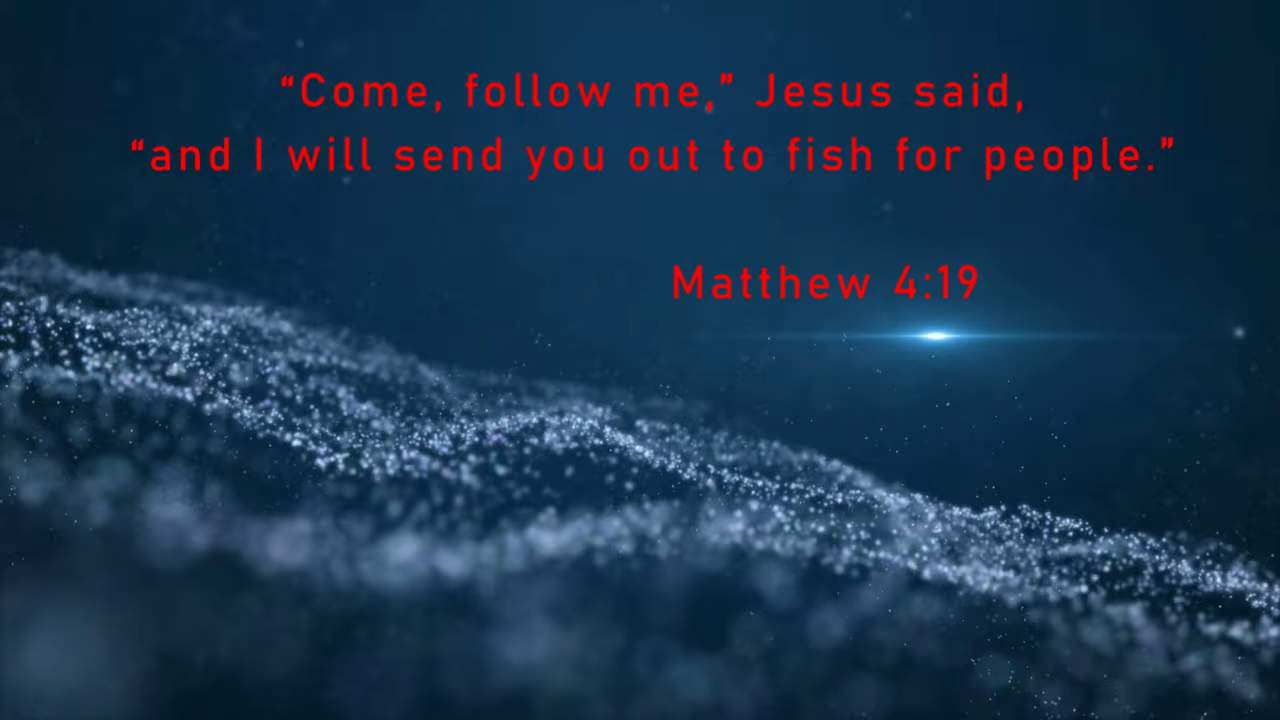 “Come, follow me,” Jesus said,
“and I will send you out to fish for people.”
Matthew 4:19